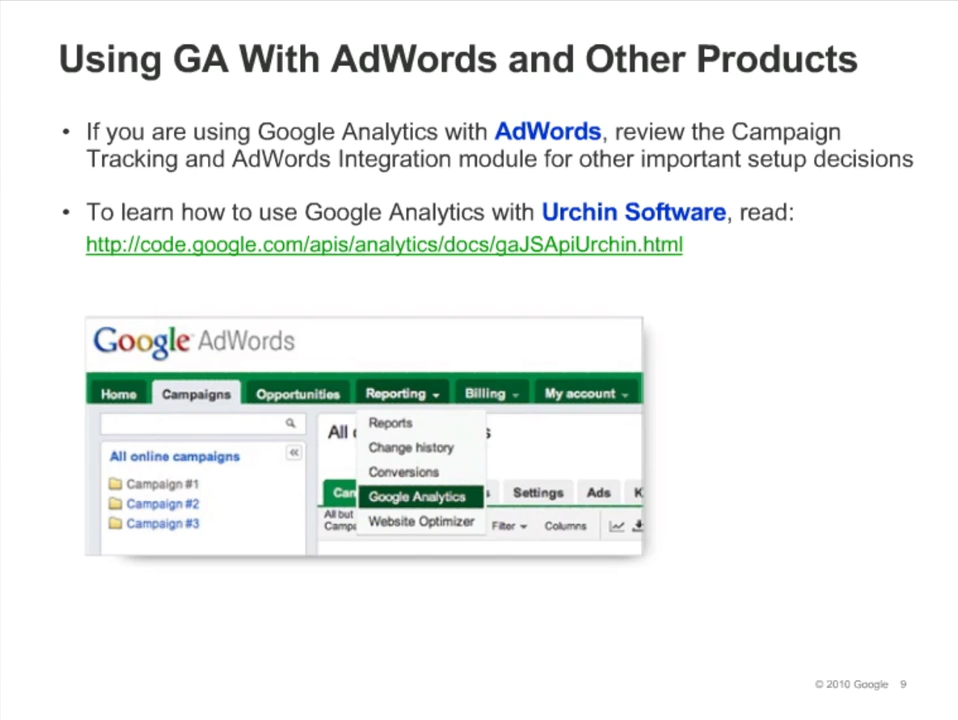 Using GA With AdWords and Other Products
• If you are using Google Analytics with AdWords, review the Campaign
Tracking and AdWords Integration module for other important setup decisions
• To learn how to use Google Analytics with Urchin Software, read:
http://code.google.com/apis/analytics/docs/gaJSApiUrchin.html
Google AdWords
Home Campaigns Opportunities Reporting Billing My account
Reports
All
Change history
All online campaigns «
Conversions
Campaign #1
Google Analytics Settings Ads K
Campaign #2
All but
Website Optimizer Filter Columns
Campaign #3
© 2010 Google 9